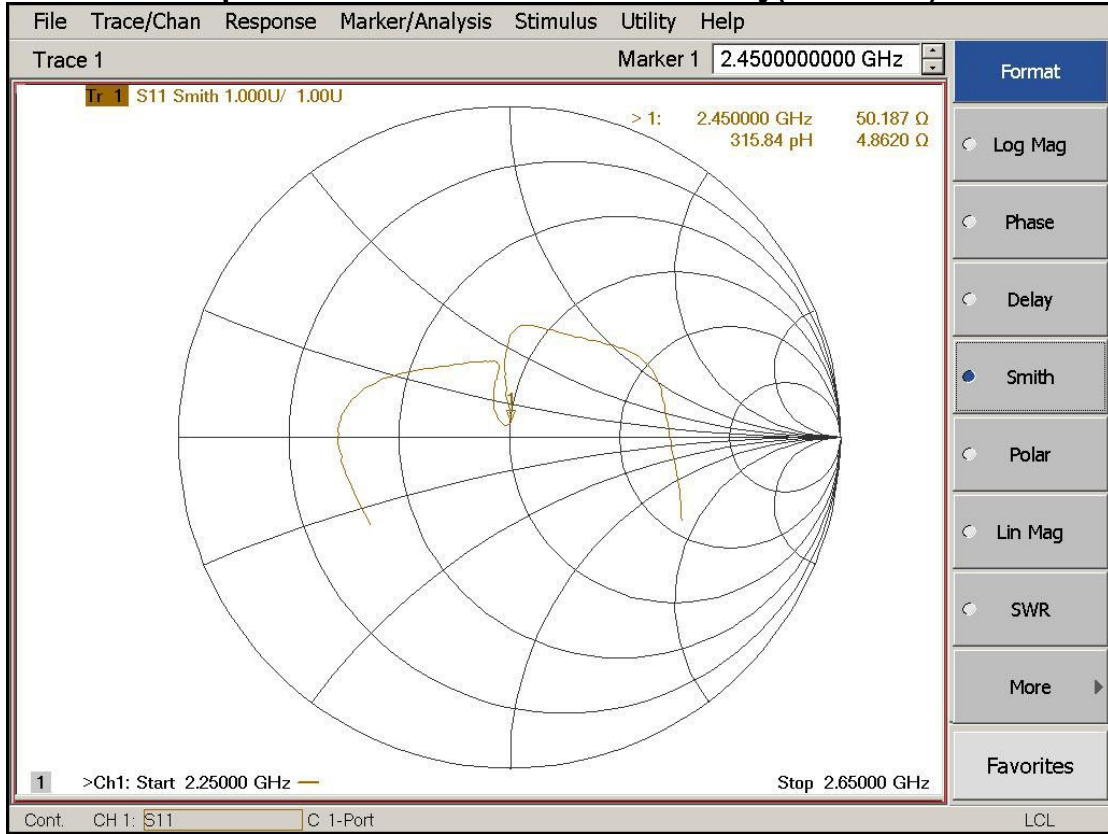 File Trace/Chan Response Marker/Analysis Stimulus Utility Help
Trace 1 Marker 1 2.4500000000 GHz
Tr 1 S11 Smith 1.000U/ 1.00U
> 1: 2.450000 GHz 50.187 Ω
315.84 pH 4.8620 Ω
1
1 >Ch1: Start 2.25000 GHz Stop 2.65000 GHz
Cont. CH 1: S11 C 1-Port LCL
Format
Log Mag
Phase
Delay
Smith
Polar
Lin Mag
SWR
More
Favorites